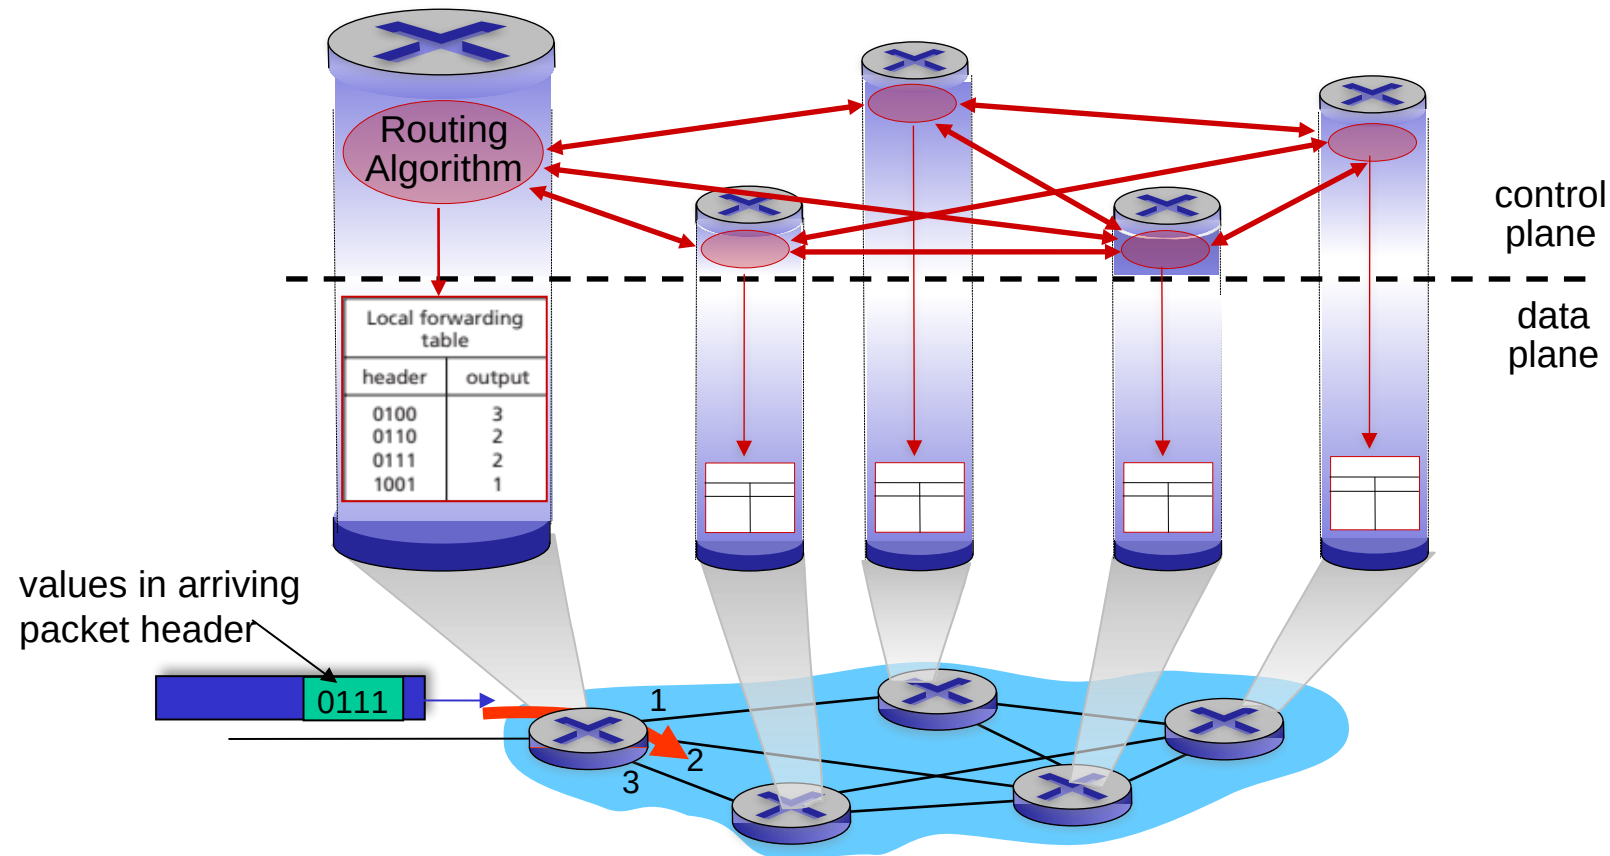 Routing
Algorithm
control
plane
data
plane
Local forwarding
table
header output
0100 3
0110 2
0111 2
1001 1
values in arriving
packet header
0111
1
2
3